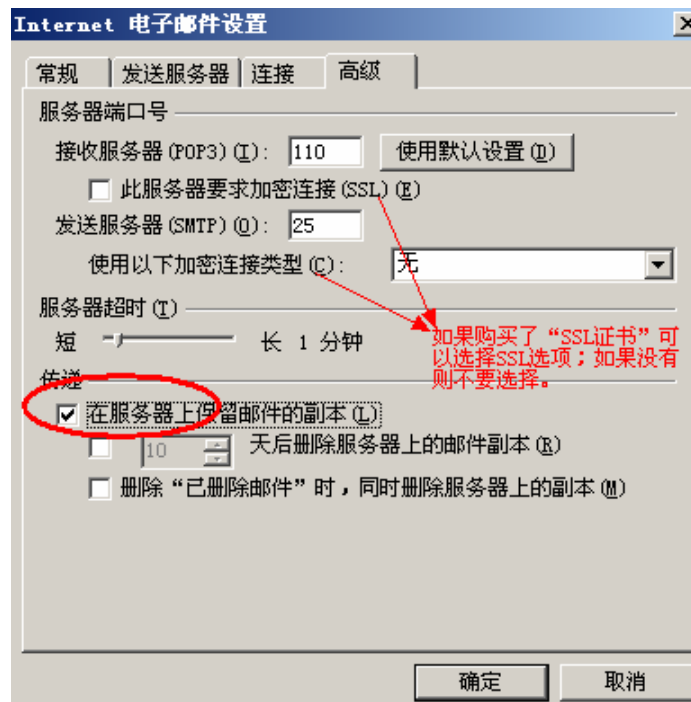 Internet 电子邮件设置
常规 发送服务器 连接 高级
服务器端口号
接收服务器(POP3)(I): 110 使用默认设置(D)
此服务器要求加密连接(SSL)(E)
发送服务器(SMTP)(O): 25
使用以下加密连接类型(C): 无
服务器超时(T)
短 长 1 分钟
如果购买了“SSL证书”可
以选择SSL选项；如果没有
则不要选择。
传递
在服务器上保留邮件的副本(L)
10 天后删除服务器上的邮件副本(R)
删除“已删除邮件”时，同时删除服务器上的副本(M)
确定 取消